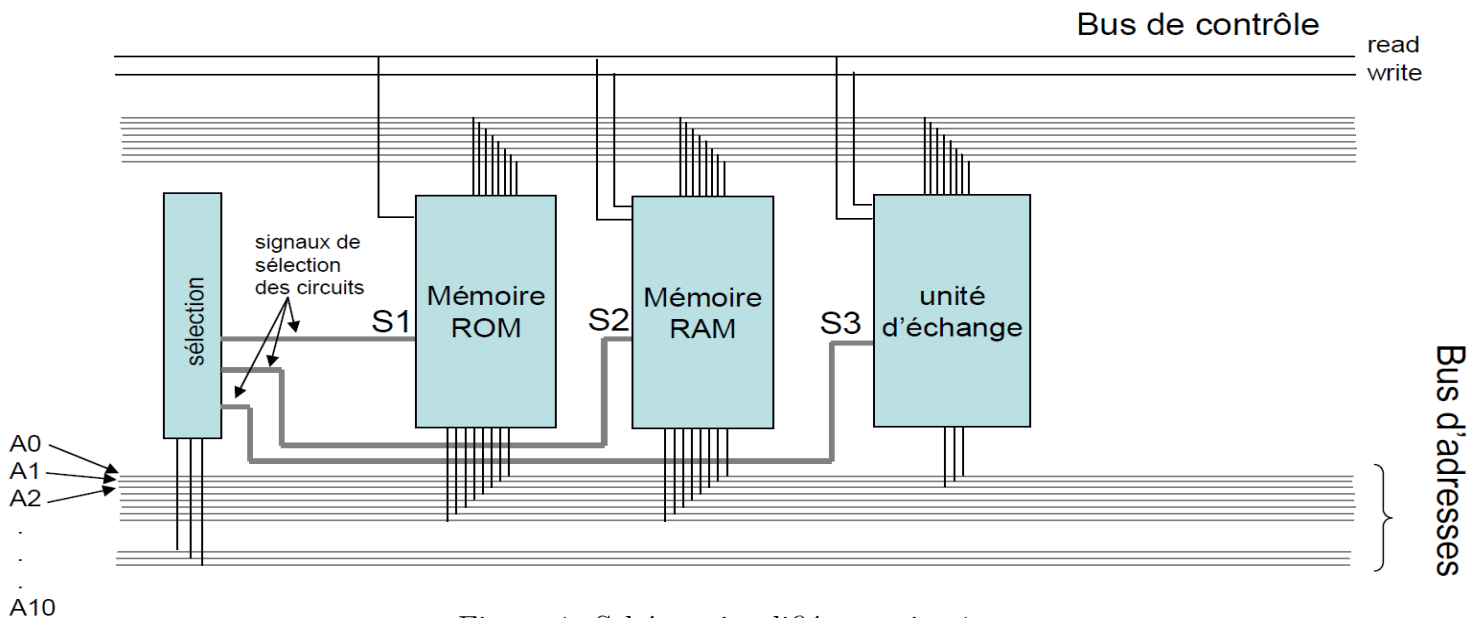 Bus de contrôle
read
write
signaux de
sélection
des circuits
sélection
S1
Mémoire
ROM
S2
Mémoire
RAM
S3
unité
d'échange
Bus d'adresses
A0
A1
A2
.
.
.
A10